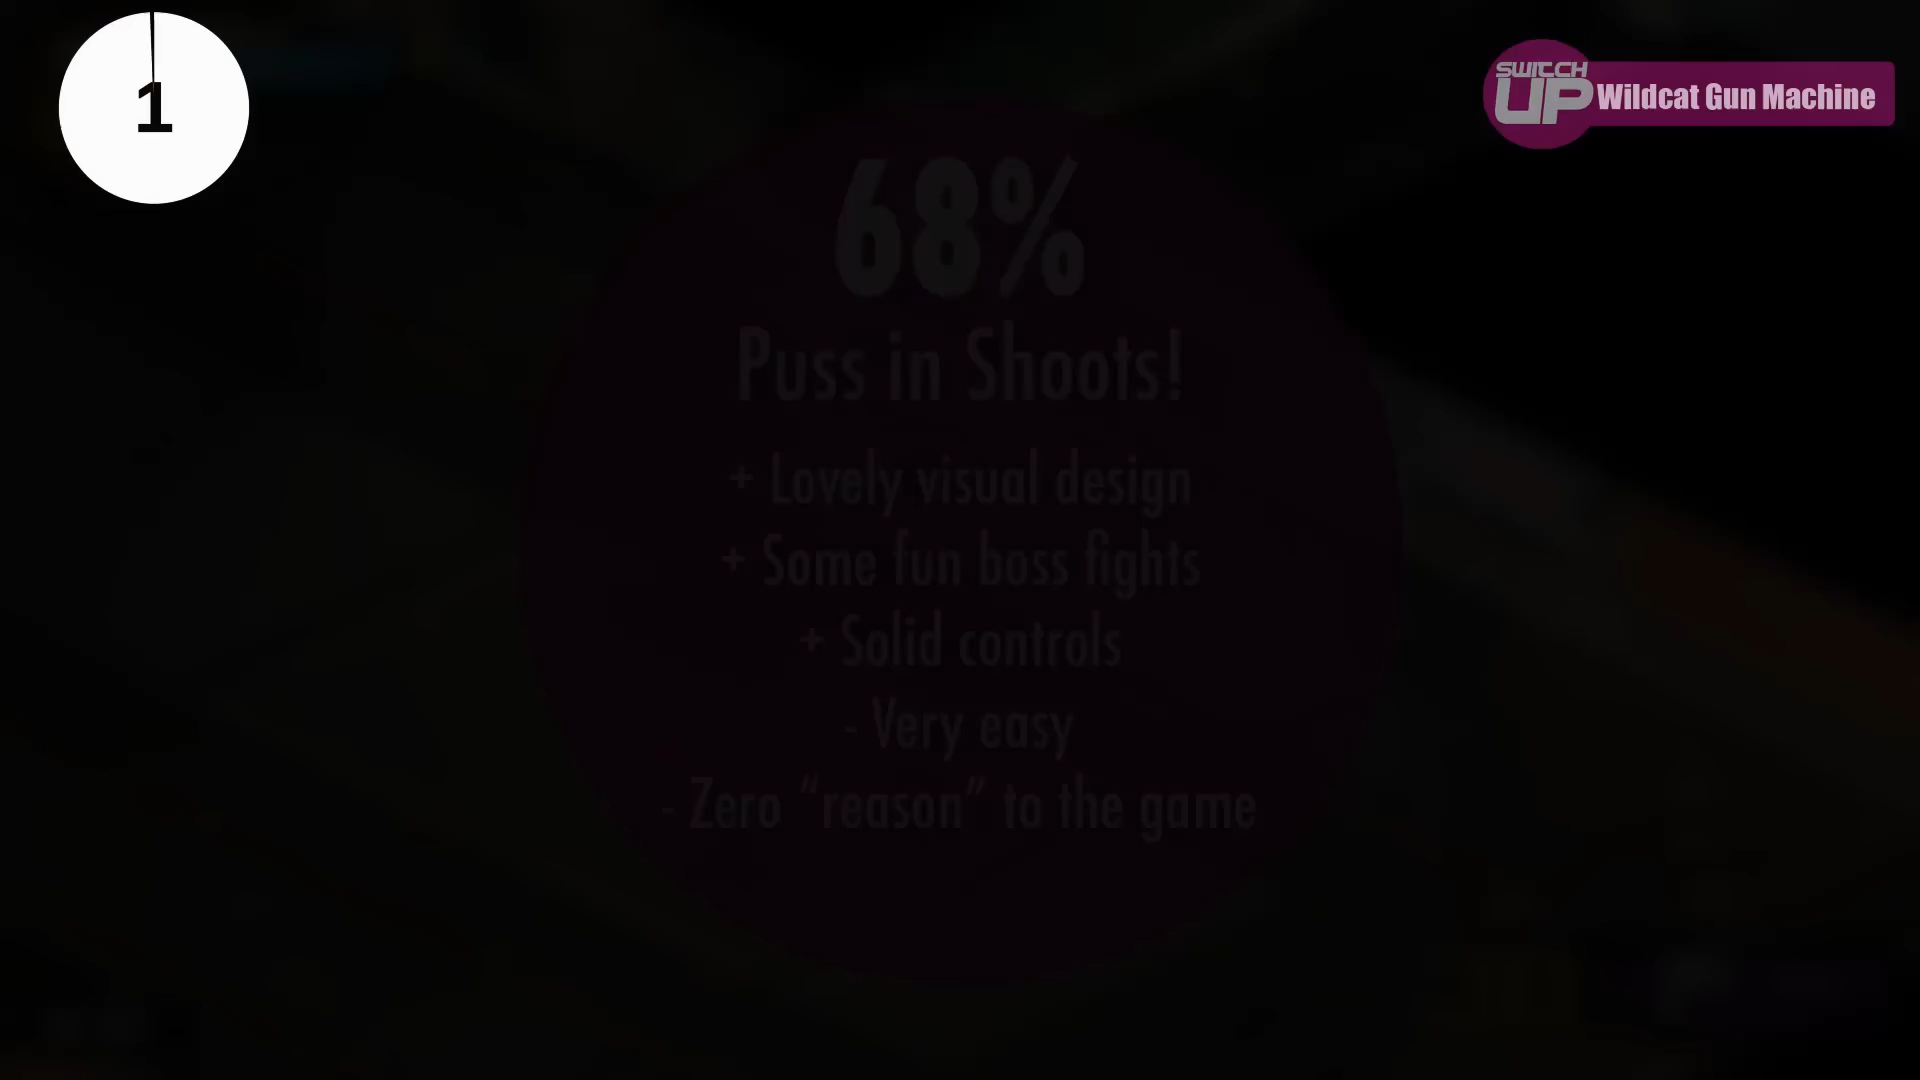 1
SWITCH
UP
Wildcat Gun Machine
68%
Puss in Shoots!
+ Lovely visual design
+ Some fun boss fights
+ Solid controls
- Very easy
- Zero “reason” to the game